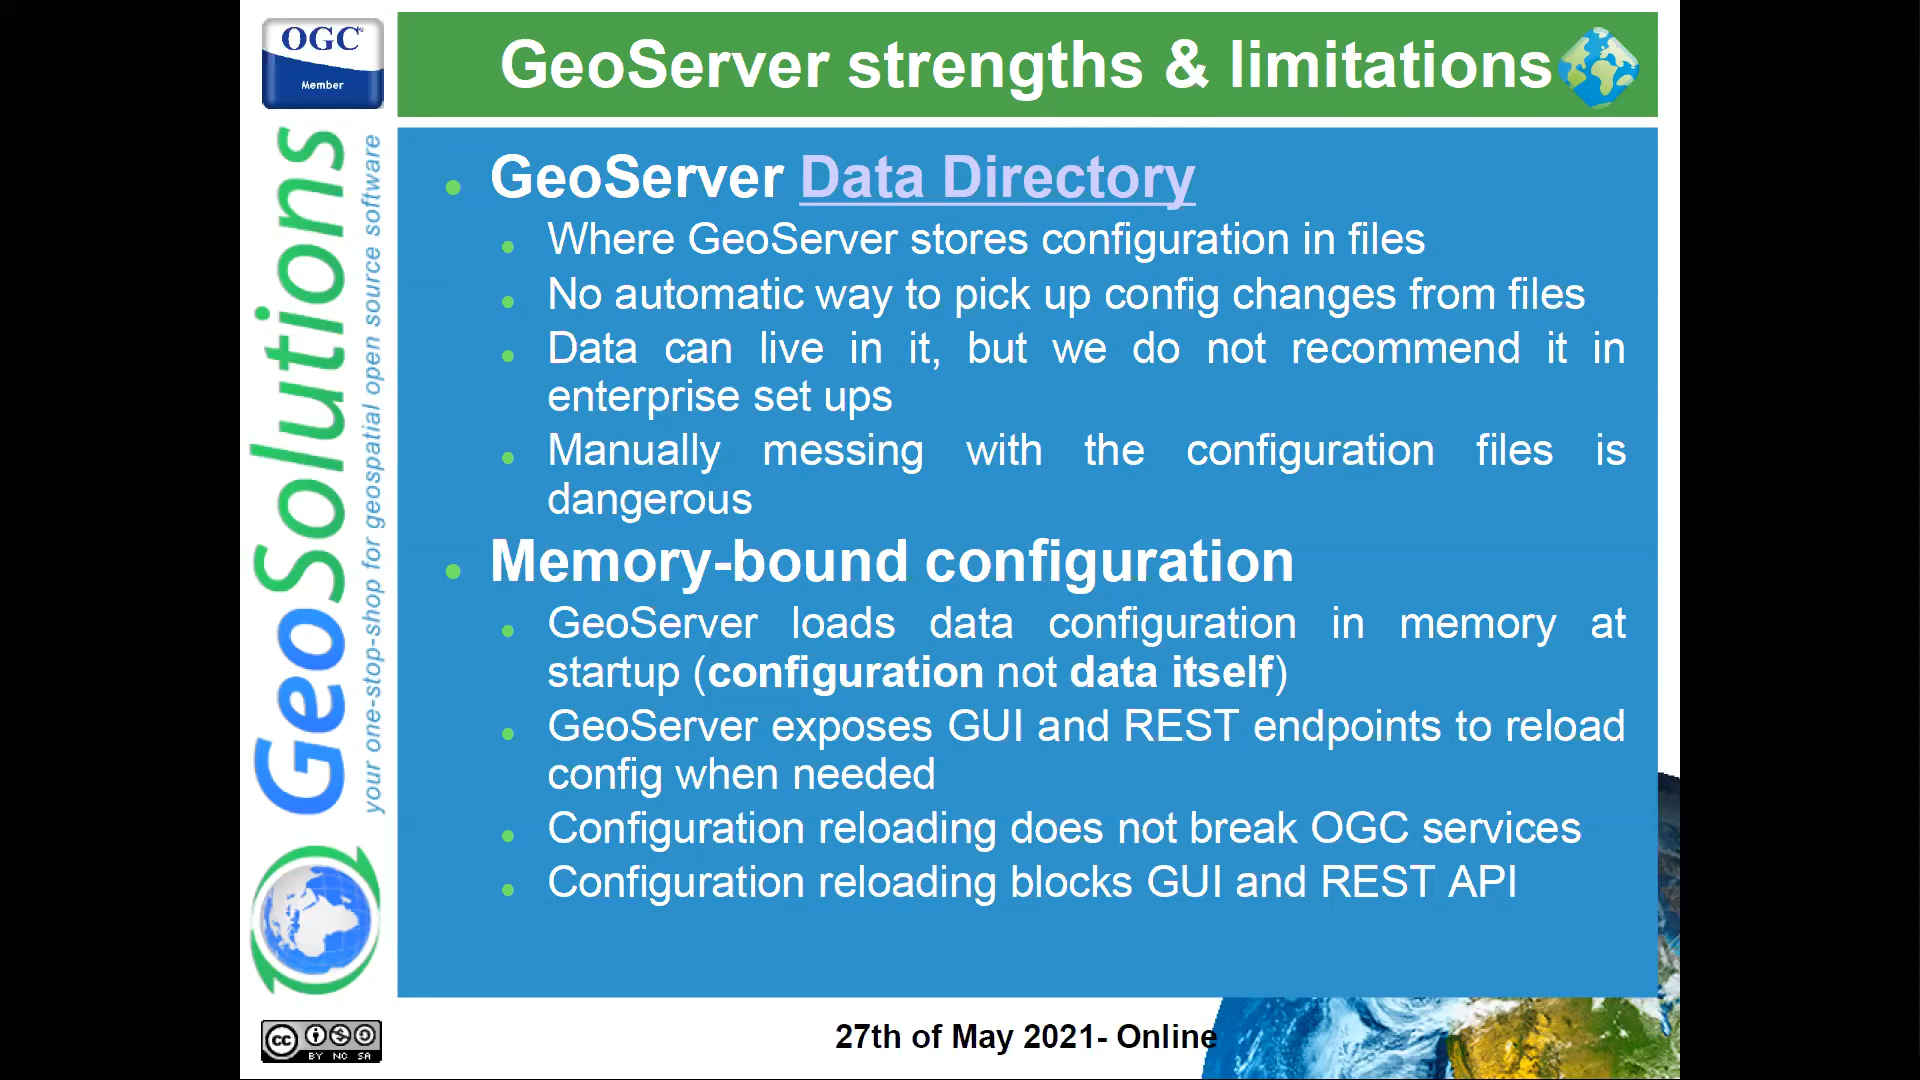 OGC
Member
GeoServer strengths & limitations
GeoSolutions
your one-stop-shop for geospatial open source software
GeoServer Data Directory
Where GeoServer stores configuration in files
No automatic way to pick up config changes from files
Data can live in it, but we do not recommend it in
enterprise set ups
Manually messing with the configuration files is
dangerous
Memory-bound configuration
GeoServer loads data configuration in memory at
startup (configuration not data itself)
GeoServer exposes GUI and REST endpoints to reload
config when needed
Configuration reloading does not break OGC services
Configuration reloading blocks GUI and REST API
cc
BY NC SA
27th of May 2021- Online